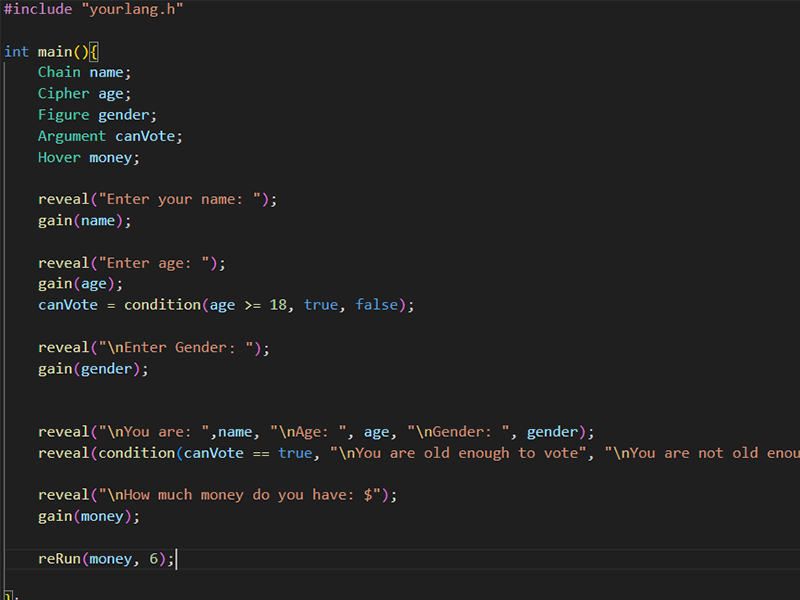 #include "yourlang.h"
int main(){
Chain name;
Cipher age;
Figure gender;
Argument canVote;
Hover money;
reveal("Enter your name: ");
gain(name);
reveal("Enter age: ");
gain(age);
canVote = condition(age >= 18, true, false);
reveal("\nEnter Gender: ");
gain(gender);
reveal("\nYou are: ",name, "\nAge: ", age, "\nGender: ", gender);
reveal(condition(canVote == true, "\nYou are old enough to vote", "\nYou are not old enou
reveal("\nHow much money do you have: $");
gain(money);
reRun(money, 6);
};